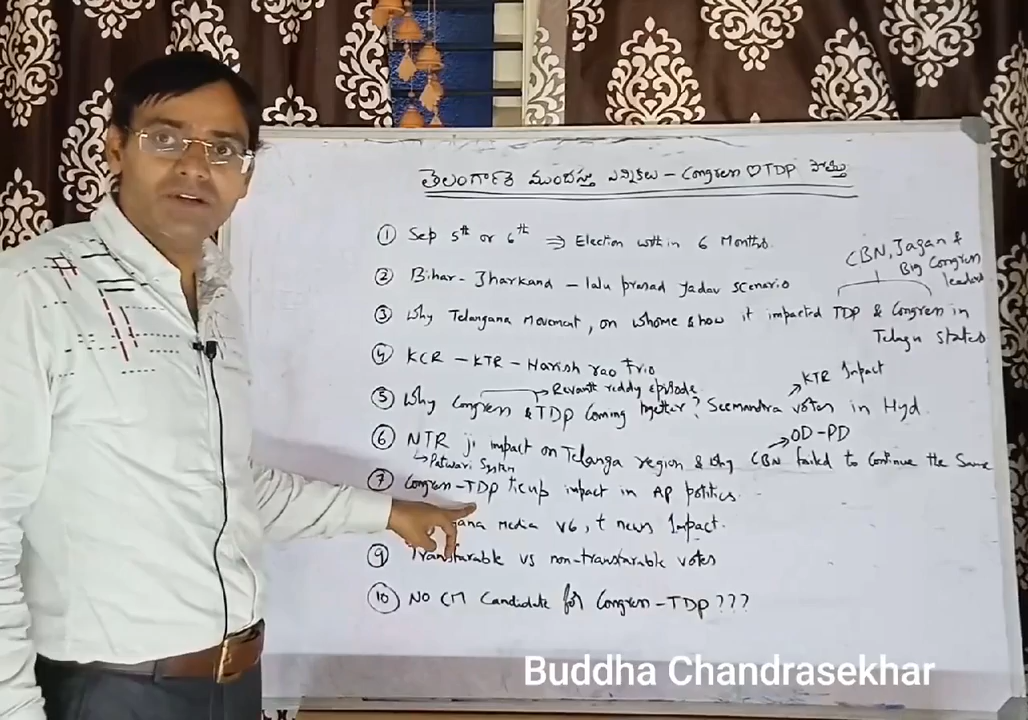 తెలంగాణ ముందస్తు ఎన్నికలు - Congress ♡ TDP పొత్తు
① Sep 5th or 6th ⇒ Election with in 6 Months.
② Bihar - Jharkand - lalu prasad yadav scenario
CBN, Jagan &
Big Congress
leaders
③ Why Telangana Movement, on whome & how it impacted TDP & Congress in
Telugu states
④ KCR - KTR - Harish rao Trio
→ Revanth reddy episode
→ KTR Impact
⑤ Why Congress & TDP Coming together? Seemandra votes in Hyd.
→ OD-PD
⑥ NTR ji impact on Telanga region & why CBN failed to Continue the Same
↳ Patwari System
⑦ Congress-TDP tieup impact in AP politics.
media V6, t news Impact.
⑨ Transfarable vs non-transfarable votes
⑩ NO CM Candidate for Congress-TDP???
Buddha Chandrasekhar